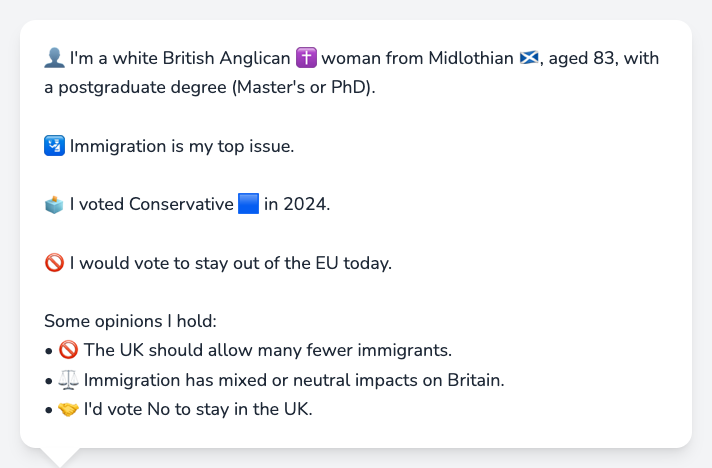 👤 I'm a white British Anglican ✝️ woman from Midlothian 🏴󠁧󠁢󠁳󠁣󠁴󠁿, aged 83, with
a postgraduate degree (Master's or PhD).
🛂 Immigration is my top issue.
🗳️ I voted Conservative 🟦 in 2024.
🚫 I would vote to stay out of the EU today.
Some opinions I hold:
• 🚫 The UK should allow many fewer immigrants.
• ⚖️ Immigration has mixed or neutral impacts on Britain.
• 🤝 I'd vote No to stay in the UK.